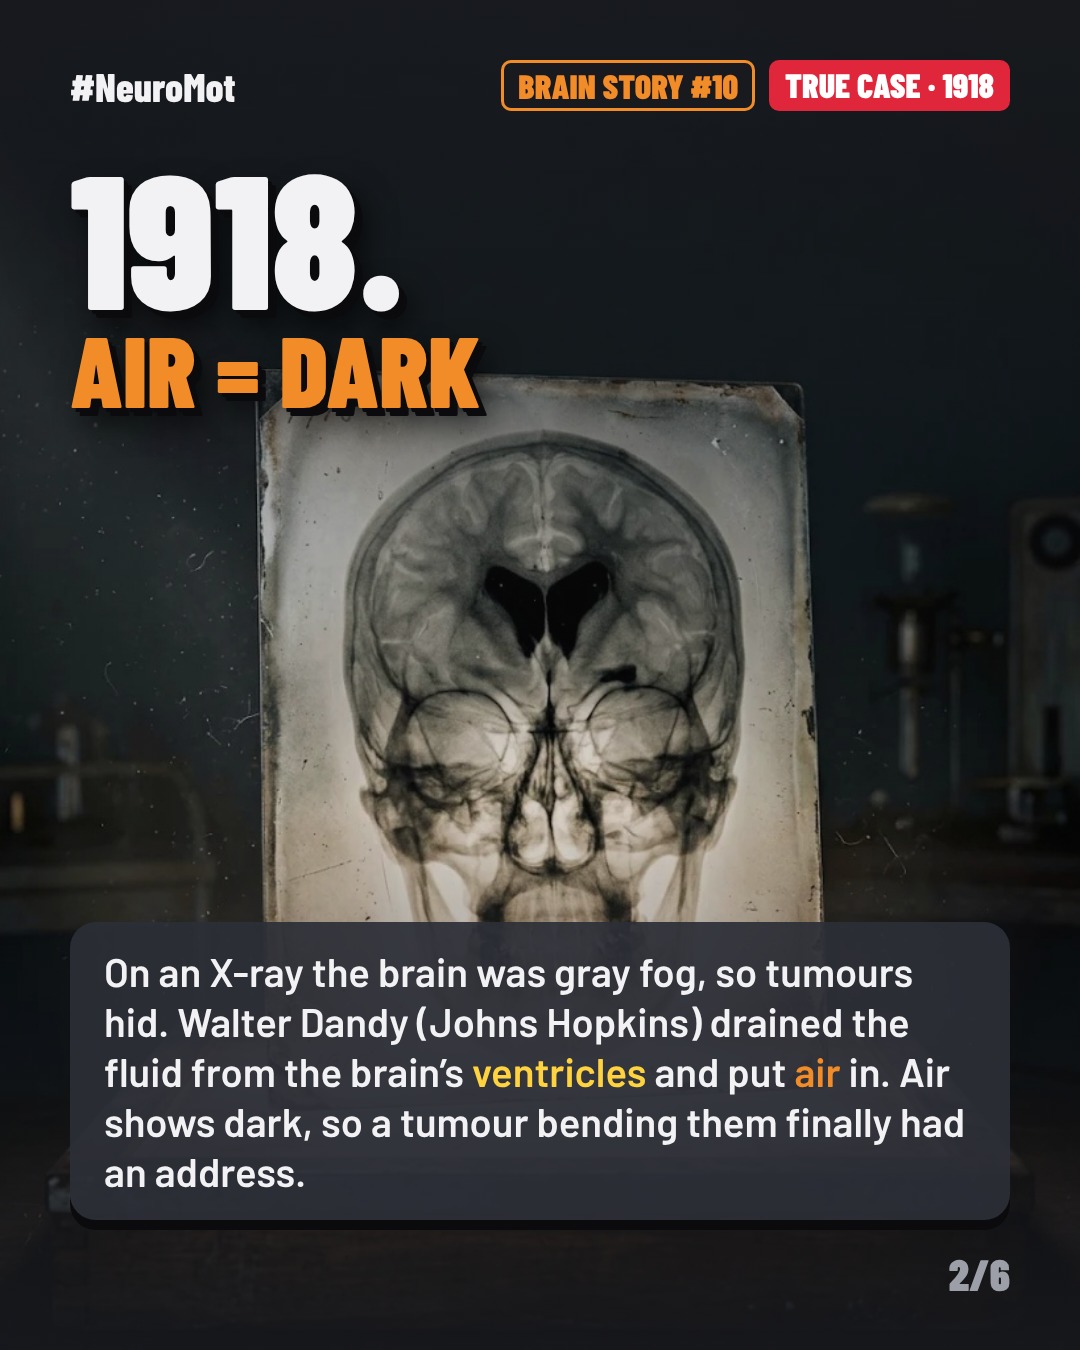 #NeuroMot
BRAIN STORY #10
TRUE CASE · 1918
1918.
AIR = DARK
On an X-ray the brain was gray fog, so tumours
hid. Walter Dandy (Johns Hopkins) drained the
fluid from the brain’s ventricles and put air in. Air
shows dark, so a tumour bending them finally had
an address.
2/6